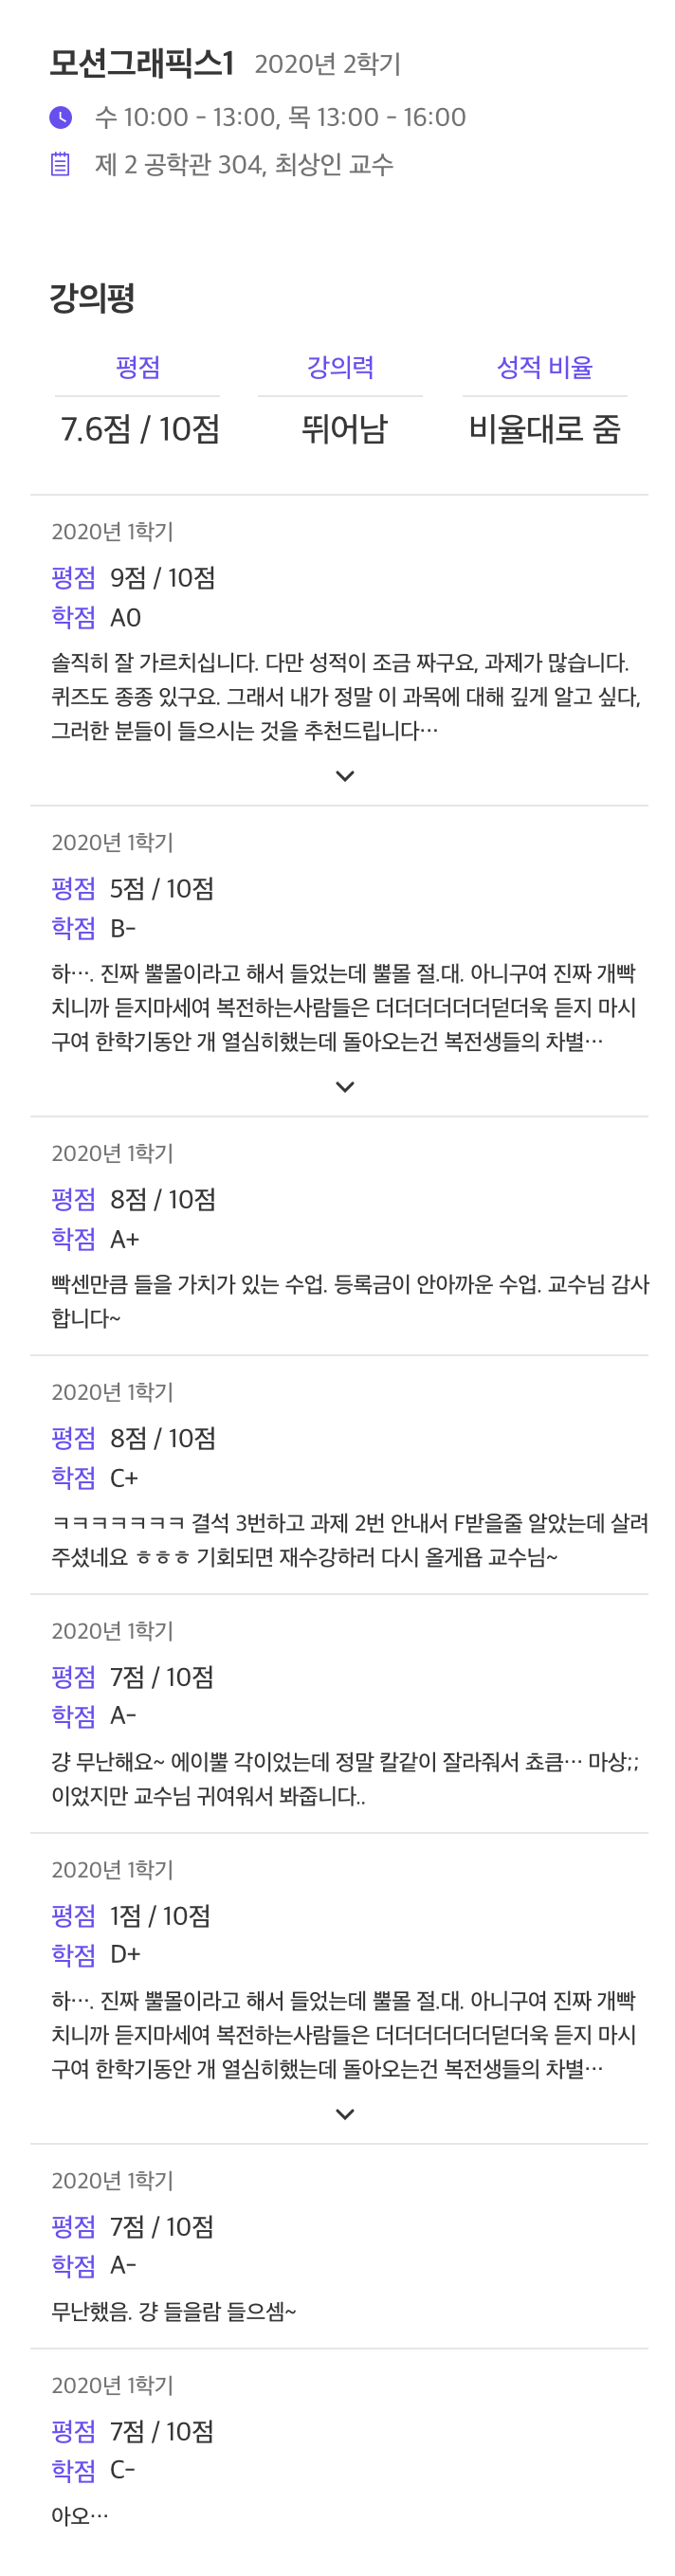 모션그래픽스1 2020년 2학기
수 10:00 - 13:00, 목 13:00 - 16:00
제 2 공학관 304, 최상인 교수
강의평
평점 강의력 성적 비율
7.6점 / 10점 뛰어남 비율대로 줌
2020년 1학기
평점 9점 / 10점
학점 A0
솔직히 잘 가르치십니다. 다만 성적이 조금 짜구요, 과제가 많습니다.
퀴즈도 종종 있구요. 그래서 내가 정말 이 과목에 대해 깊게 알고 싶다,
그러한 분들이 들으시는 것을 추천드립니다…
2020년 1학기
평점 5점 / 10점
학점 B-
하…. 진짜 뿔몰이라고 해서 들었는데 뿔몰 절.대. 아니구여 진짜 개빡
치니까 듣지마세여 복전하는사람들은 더더더더더더덛더욱 듣지 마시
구여 한학기동안 개 열심히했는데 돌아오는건 복전생들의 차별…
2020년 1학기
평점 8점 / 10점
학점 A+
빡센만큼 들을 가치가 있는 수업. 등록금이 안아까운 수업. 교수님 감사
합니다~
2020년 1학기
평점 8점 / 10점
학점 C+
ㅋㅋㅋㅋㅋㅋㅋ 결석 3번하고 과제 2번 안내서 F받을줄 알았는데 살려
주셨네요 ㅎㅎㅎ 기회되면 재수강하러 다시 올게욥 교수님~
2020년 1학기
평점 7점 / 10점
학점 A-
걍 무난해요~ 에이뿔 각이었는데 정말 칼같이 잘라줘서 쵸큼… 마상;;
이었지만 교수님 귀여워서 봐줍니다..
2020년 1학기
평점 1점 / 10점
학점 D+
하…. 진짜 뿔몰이라고 해서 들었는데 뿔몰 절.대. 아니구여 진짜 개빡
치니까 듣지마세여 복전하는사람들은 더더더더더더덛더욱 듣지 마시
구여 한학기동안 개 열심히했는데 돌아오는건 복전생들의 차별…
2020년 1학기
평점 7점 / 10점
학점 A-
무난했음. 걍 들을람 들으셈~
2020년 1학기
평점 7점 / 10점
학점 C-
아오…